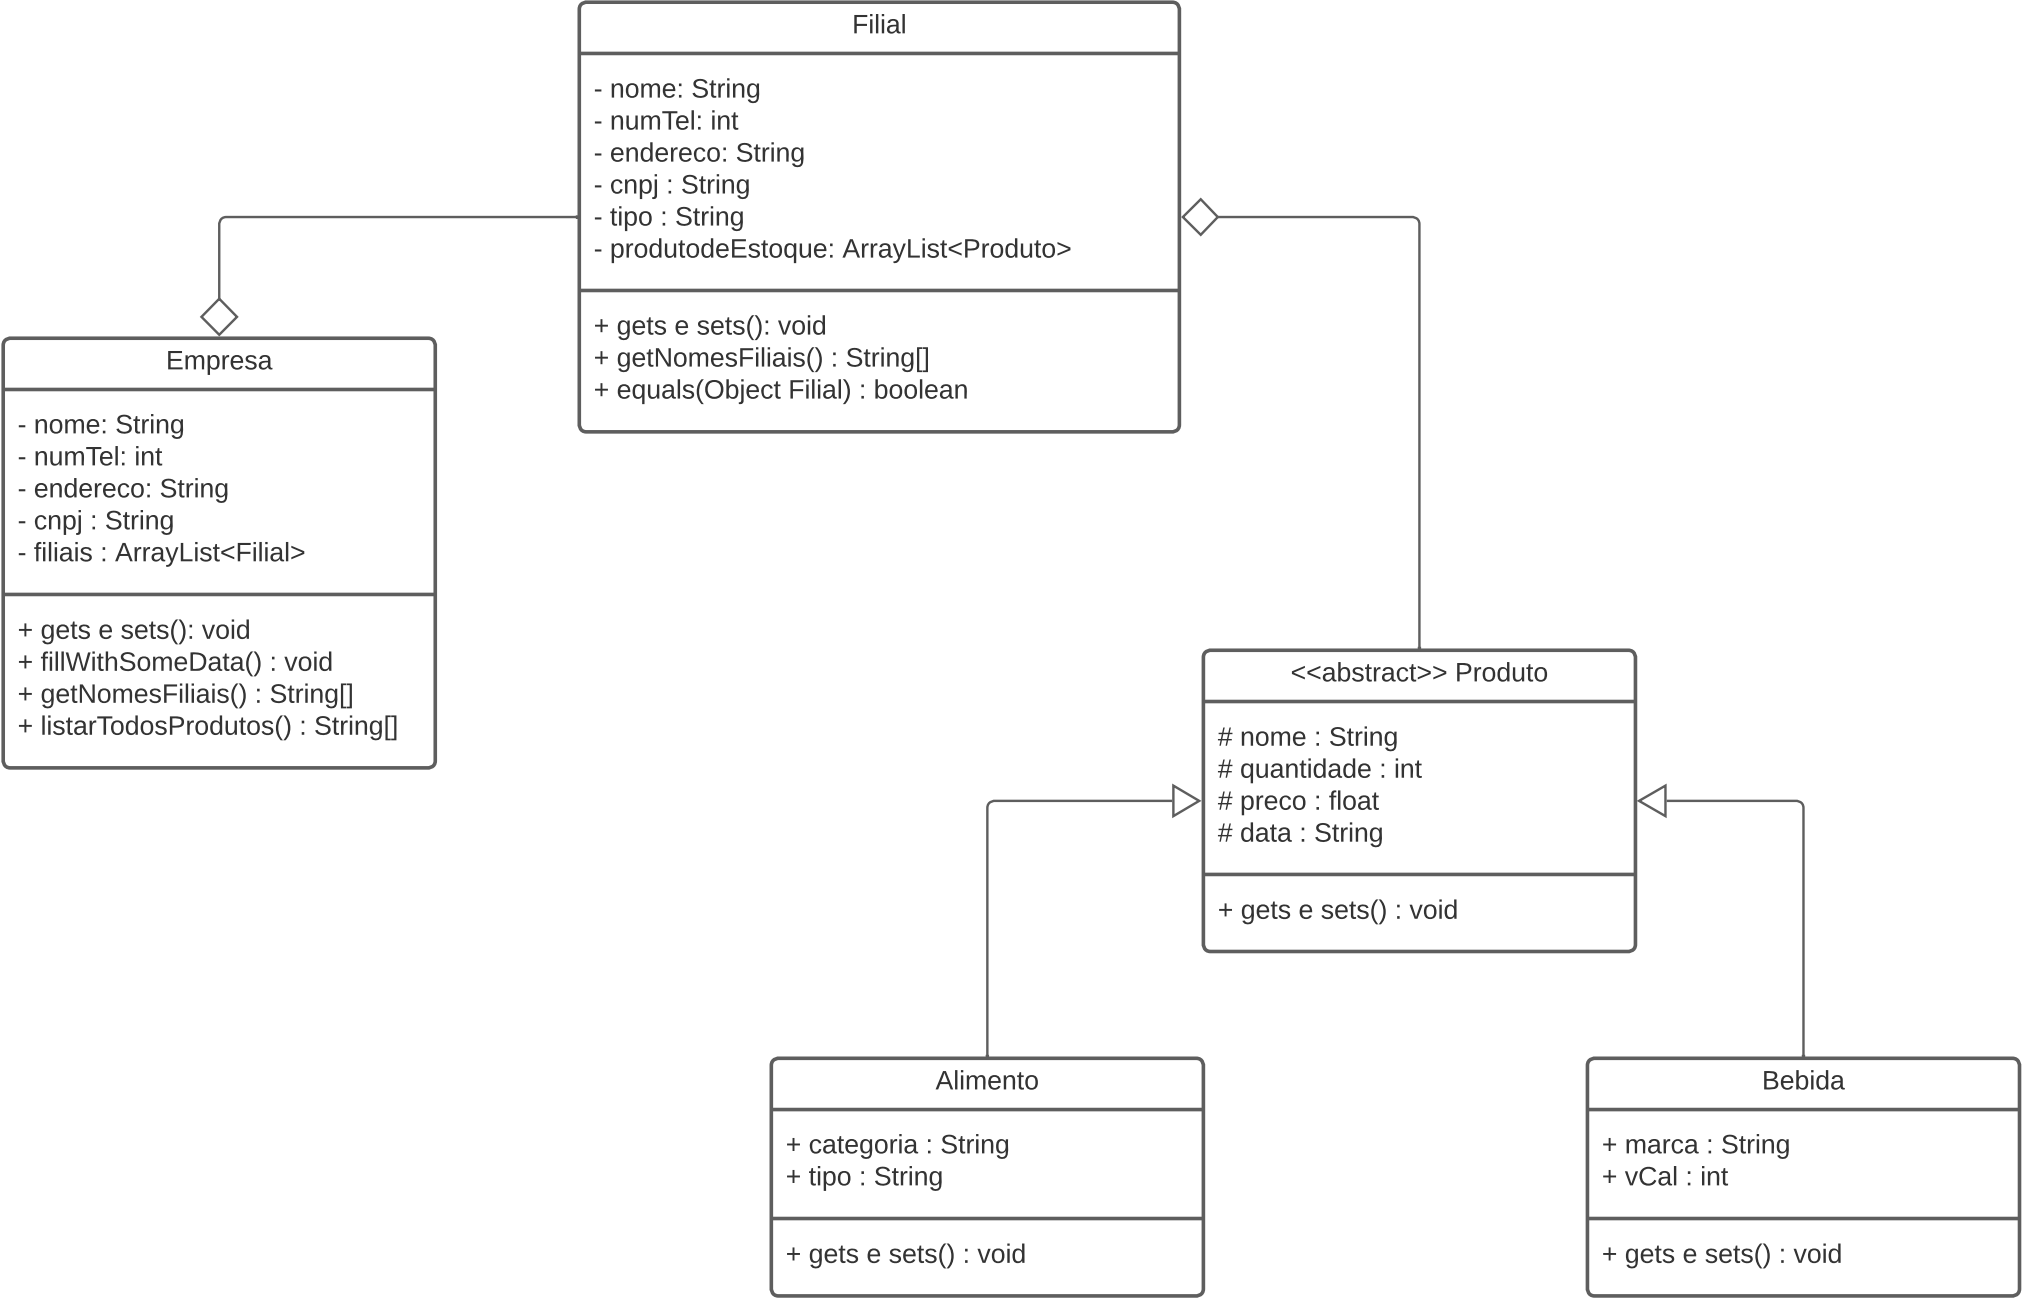 Filial
- nome: String
- numTel: int
- endereco: String
- cnpj : String
- tipo : String
- produtodeEstoque: ArrayList<Produto>
+ gets e sets(): void
+ getNomesFiliais() : String[]
+ equals(Object Filial) : boolean
Empresa
- nome: String
- numTel: int
- endereco: String
- cnpj : String
- filiais : ArrayList<Filial>
+ gets e sets(): void
+ fillWithSomeData() : void
+ getNomesFiliais() : String[]
+ listarTodosProdutos() : String[]
<<abstract>> Produto
# nome : String
# quantidade : int
# preco : float
# data : String
+ gets e sets() : void
Alimento
+ categoria : String
+ tipo : String
+ gets e sets() : void
Bebida
+ marca : String
+ vCal : int
+ gets e sets() : void